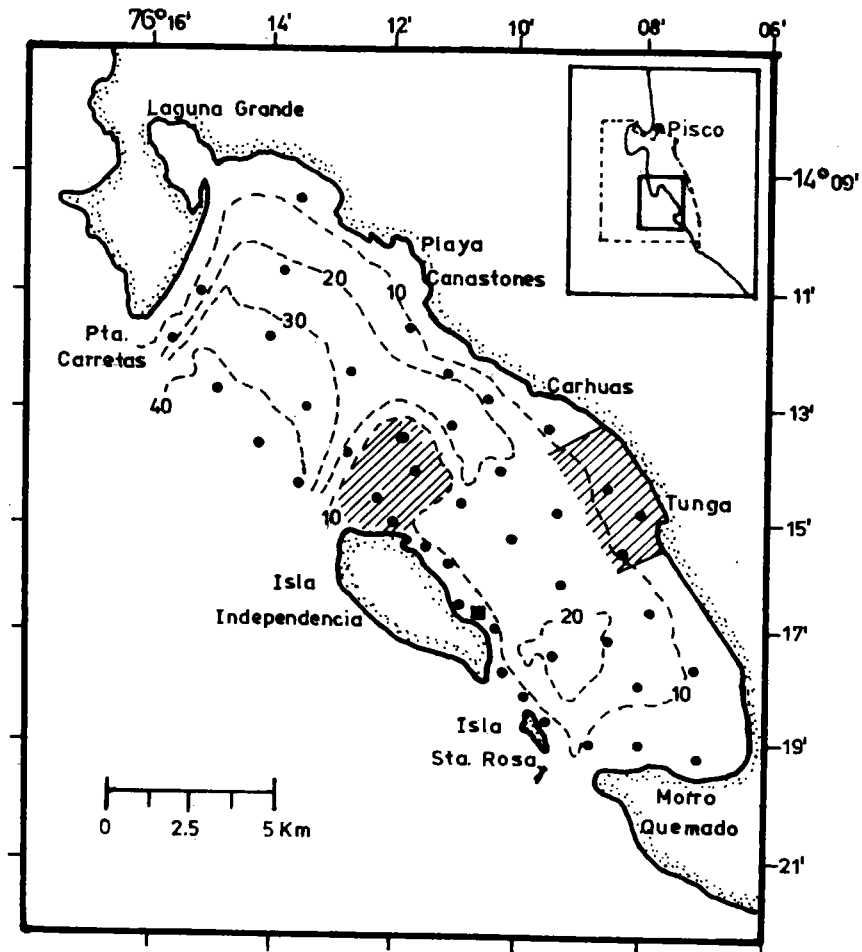 76°16'
14'
12'
10'
08'
06'
Laguna Grande
Pisco
14°09'
Playa
Canastones
20
10
11'
30
Pta.
Carretas
40
Carhuas
13'
Tunga
10
15'
Isla
Independencia
20
17'
10
Isla
Sta. Rosa
19'
Morro
Quemado
0
2.5
5 Km
21'